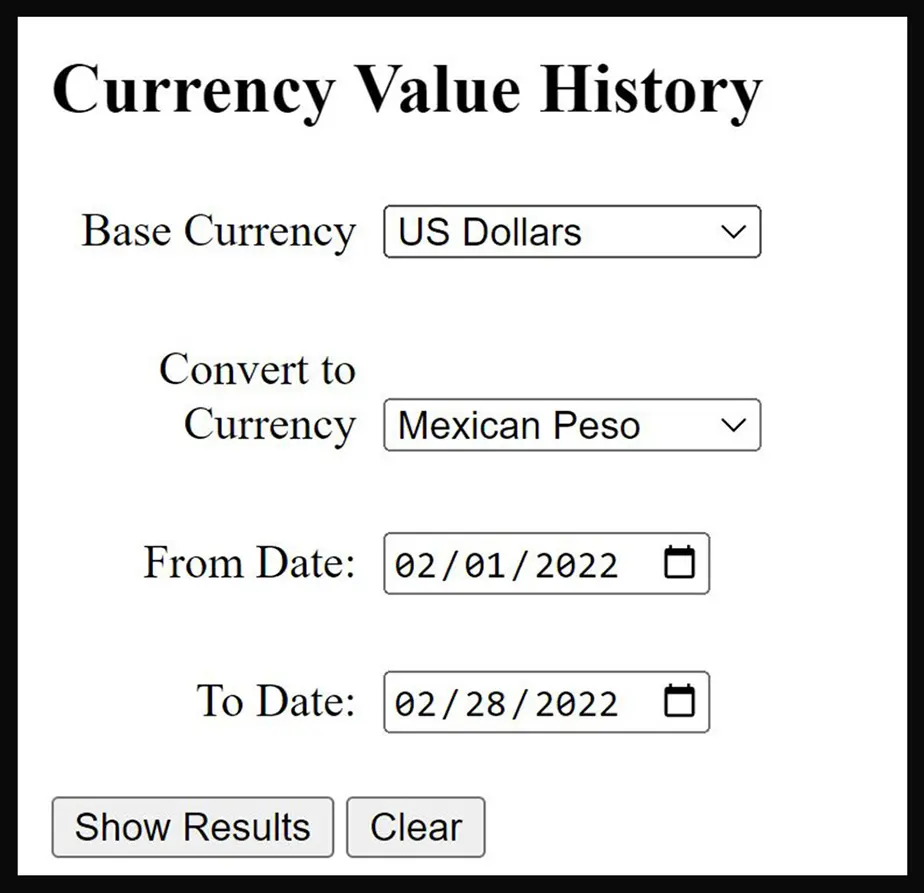 Currency Value History
Base Currency US Dollars
Convert to
Currency Mexican Peso
From Date: 02/01/2022
To Date: 02/28/2022
Show Results Clear